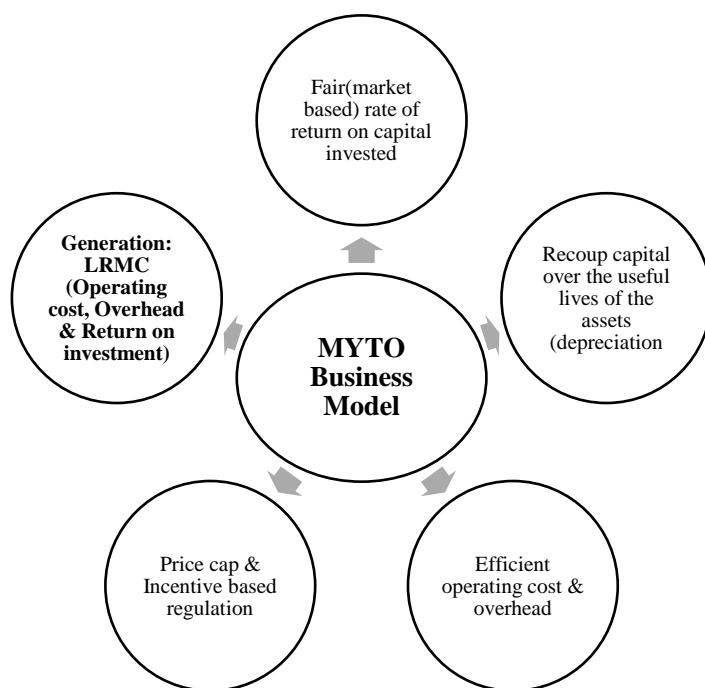 Fair(market
based) rate of
return on capital
invested
Generation:
LRMC
(Operating
cost, Overhead
& Return on
investment)
Recoup capital
over the useful
lives of the
assets
(depreciation
MYTO
Business
Model
Price cap &
Incentive based
regulation
Efficient
operating cost &
overhead